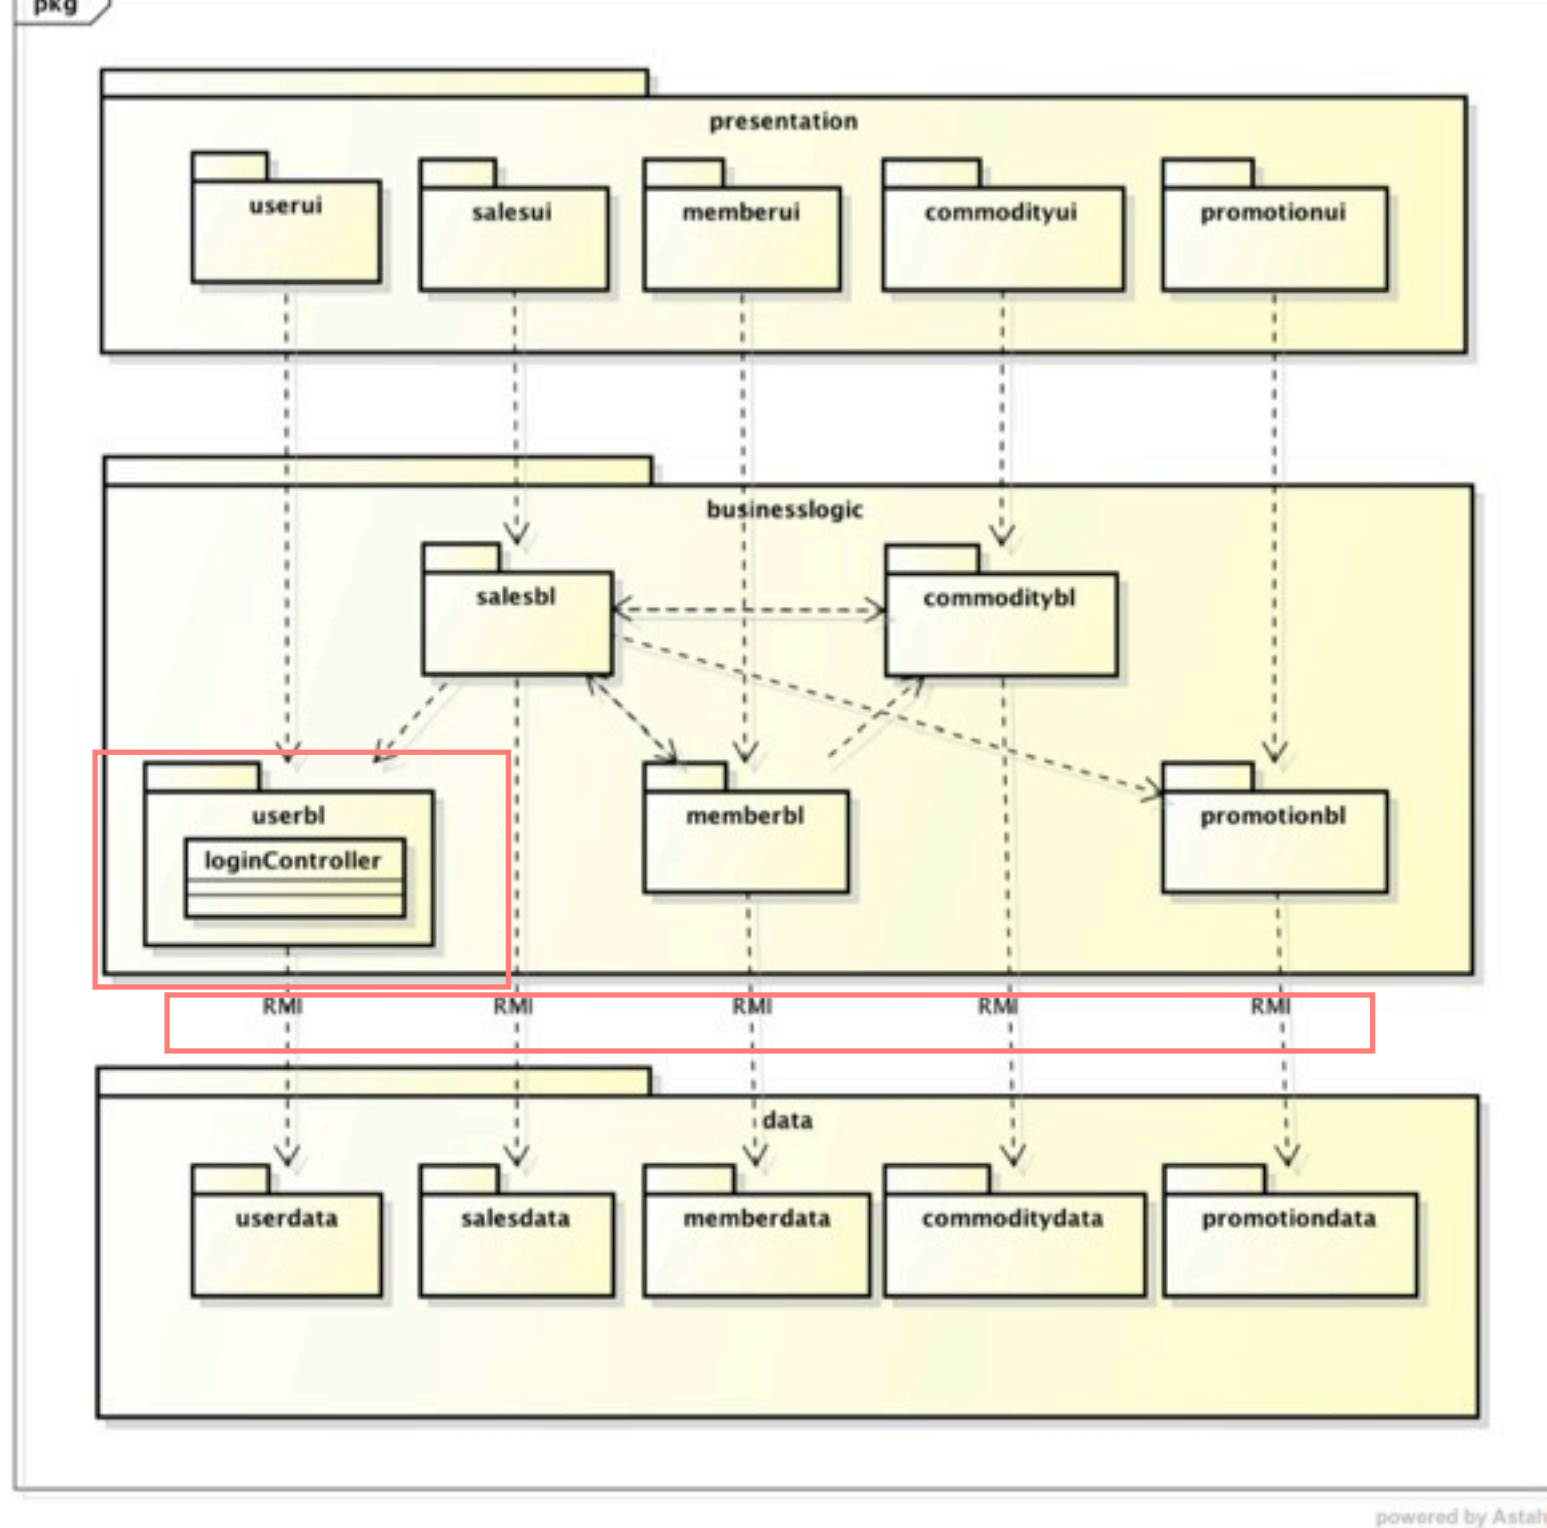 pkg
presentation
userui
salesui
memberui
commodityui
promotionui
businesslogic
salesbl
commoditybl
userbl
loginController
memberbl
promotionbl
RMI
RMI
RMI
RMI
RMI
data
userdata
salesdata
memberdata
commoditydata
promotiondata
powered by Astah